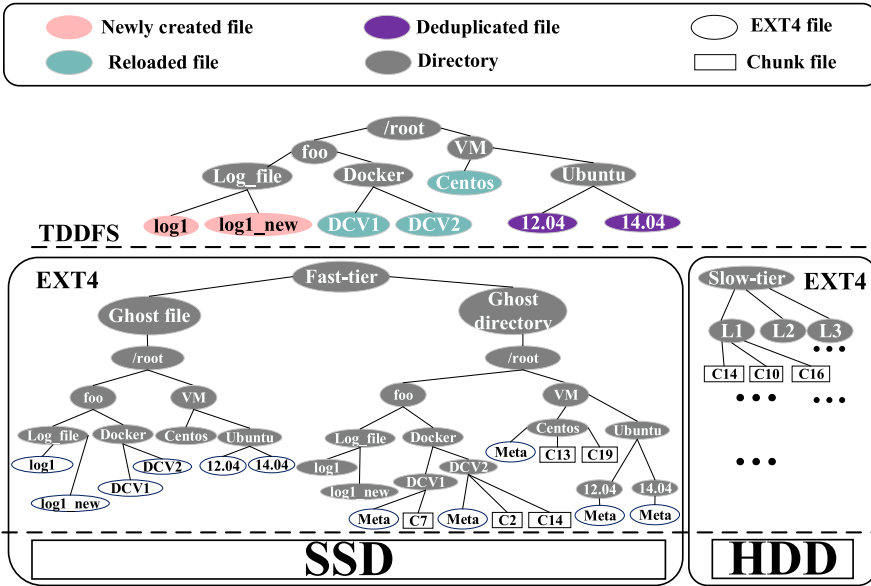 Newly created file
Deduplicated file
EXT4 file
Reloaded file
Directory
Chunk file
/root
foo
VM
Log_file
Docker
Centos
Ubuntu
log1
log1_new
DCV1
DCV2
12.04
14.04
TDDFS
EXT4
Fast-tier
Slow-tier
EXT4
Ghost file
Ghost
directory
L1
L2
L3
/root
/root
C14
C10
C16
foo
VM
foo
VM
Log_file
Docker
Centos
Ubuntu
Log_file
Docker
Centos
Ubuntu
log1
DCV2
12.04
14.04
log1
DCV2
Meta
C13
C19
DCV1
log1_new
log1_new
DCV1
12.04
14.04
Meta
C7
Meta
C2
C14
Meta
Meta
SSD
HDD